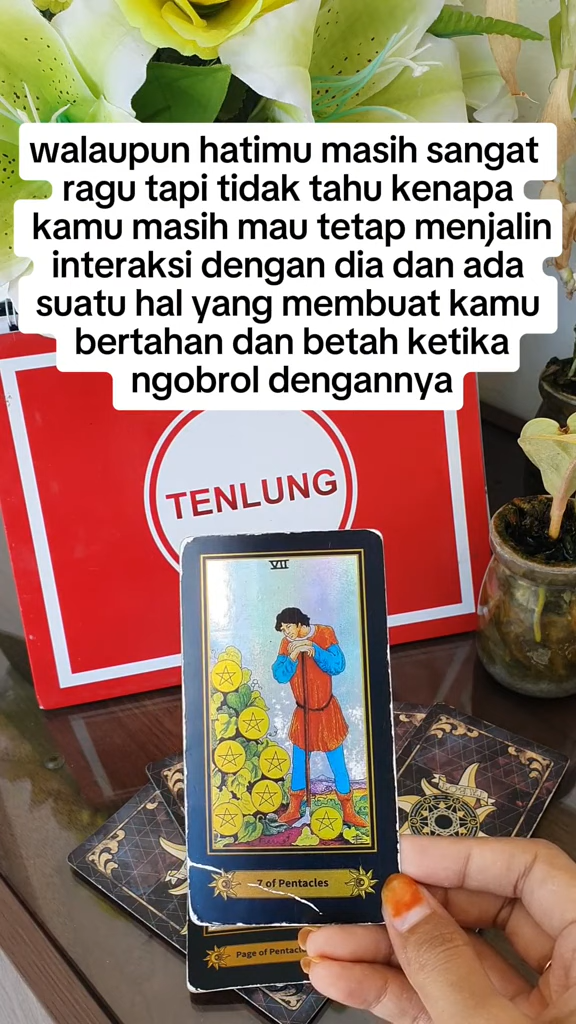 walaupun hatimu masih sangat
ragu tapi tidak tahu kenapa
kamu masih mau tetap menjalin
interaksi dengan dia dan ada
suatu hal yang membuat kamu
bertahan dan betah ketika
ngobrol dengannya
TENLUNG
VII
7 of Pentacles
Page of Pentacl